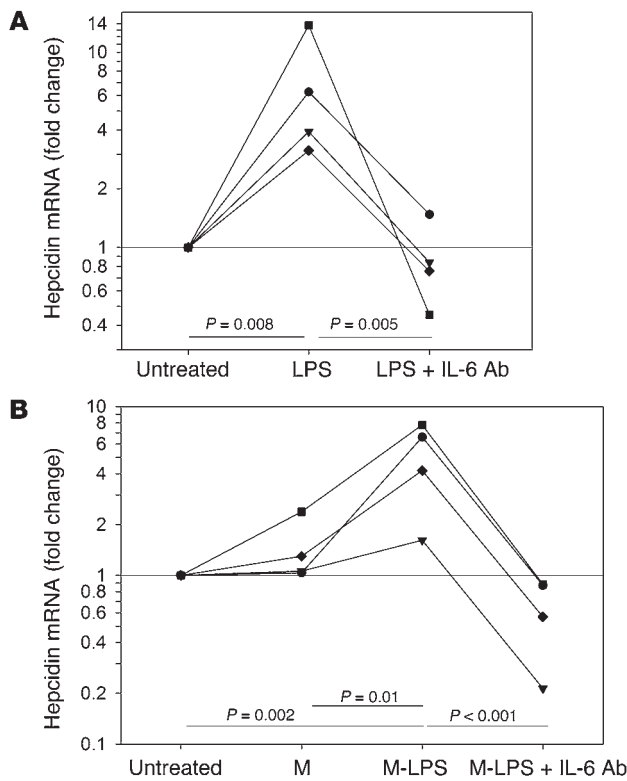 A
Hepcidin mRNA (fold change)
14
10
8
6
4
2
1
0.8
0.6
0.4
P = 0.008
P = 0.005
Untreated
LPS
LPS + IL-6 Ab
B
Hepcidin mRNA (fold change)
10
8
6
4
2
1
0.8
0.6
0.4
0.2
0.1
P = 0.01
P = 0.002
P < 0.001
Untreated
M
M-LPS
M-LPS + IL-6 Ab